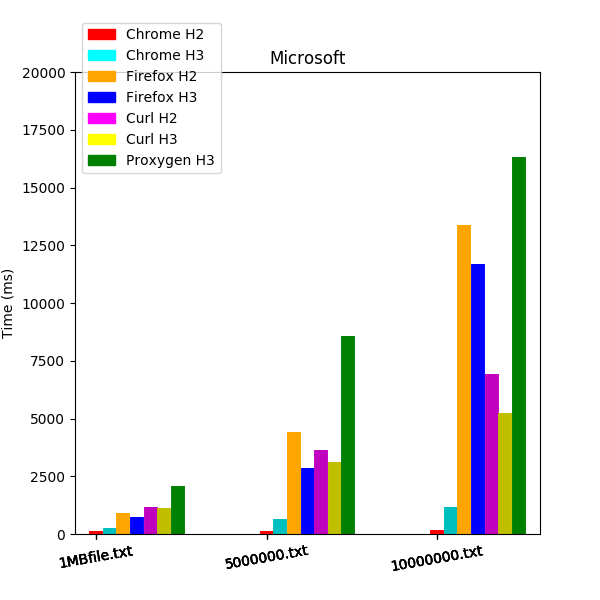 Microsoft
Chrome H2
Chrome H3
Firefox H2
Firefox H3
Curl H2
Curl H3
Proxygen H3
20000
17500
15000
12500
10000
7500
5000
2500
0
Time (ms)
1MBfile.txt
5000000.txt
10000000.txt